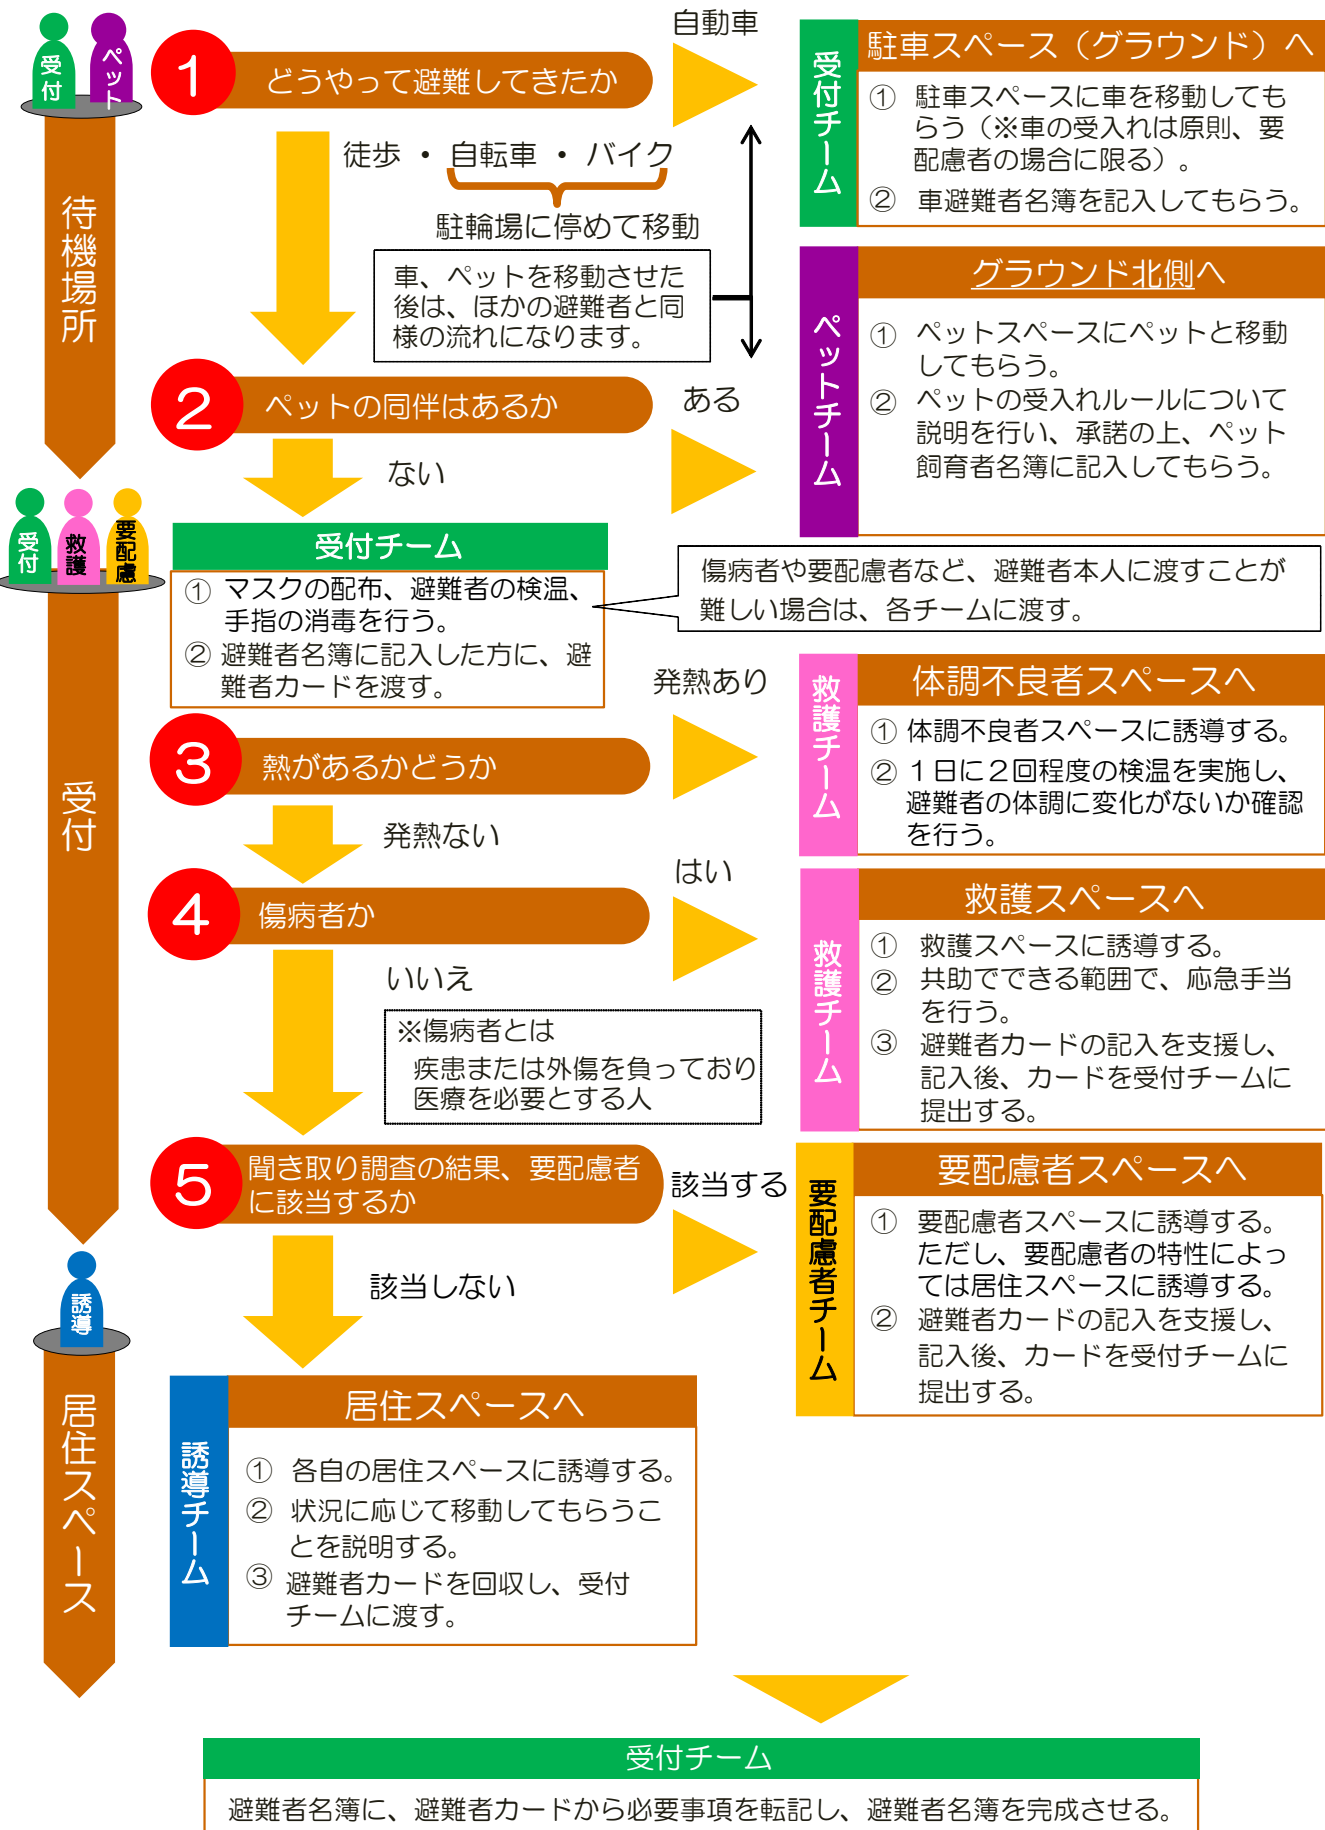 受付
ペット
待機場所
1
どうやって避難してきたか
自動車
受付チーム
駐車スペース（グラウンド）へ
① 駐車スペースに車を移動しても
らう（※車の受入れは原則、要
配慮者の場合に限る）。
② 車避難者名簿を記入してもらう。
徒歩 ・ 自転車 ・ バイク
駐輪場に停めて移動
車、ペットを移動させた
後は、ほかの避難者と同
様の流れになります。
2
ペットの同伴はあるか
ある
ペットチーム
グラウンド北側へ
① ペットスペースにペットと移動
してもらう。
② ペットの受入れルールについて
説明を行い、承諾の上、ペット
飼育者名簿に記入してもらう。
ない
受付
救護
要配慮
受付
受付チーム
① マスクの配布、避難者の検温、
手指の消毒を行う。
② 避難者名簿に記入した方に、避
難者カードを渡す。
傷病者や要配慮者など、避難者本人に渡すことが
難しい場合は、各チームに渡す。
3
熱があるかどうか
発熱あり
救護チーム
体調不良者スペースへ
① 体調不良者スペースに誘導する。
② １日に２回程度の検温を実施し、
避難者の体調に変化がないか確認
を行う。
発熱ない
4
傷病者か
はい
救護チーム
救護スペースへ
① 救護スペースに誘導する。
② 共助でできる範囲で、応急手当
を行う。
③ 避難者カードの記入を支援し、
記入後、カードを受付チームに
提出する。
いいえ
※傷病者とは
疾患または外傷を負っており
医療を必要とする人
5
聞き取り調査の結果、要配慮者
に該当するか
該当する
要配慮者チーム
要配慮者スペースへ
① 要配慮者スペースに誘導する。
ただし、要配慮者の特性によっ
ては居住スペースに誘導する。
② 避難者カードの記入を支援し、
記入後、カードを受付チームに
提出する。
該当しない
誘導
居住スペース
誘導チーム
居住スペースへ
① 各自の居住スペースに誘導する。
② 状況に応じて移動してもらうこ
とを説明する。
③ 避難者カードを回収し、受付
チームに渡す。
受付チーム
避難者名簿に、避難者カードから必要事項を転記し、避難者名簿を完成させる。